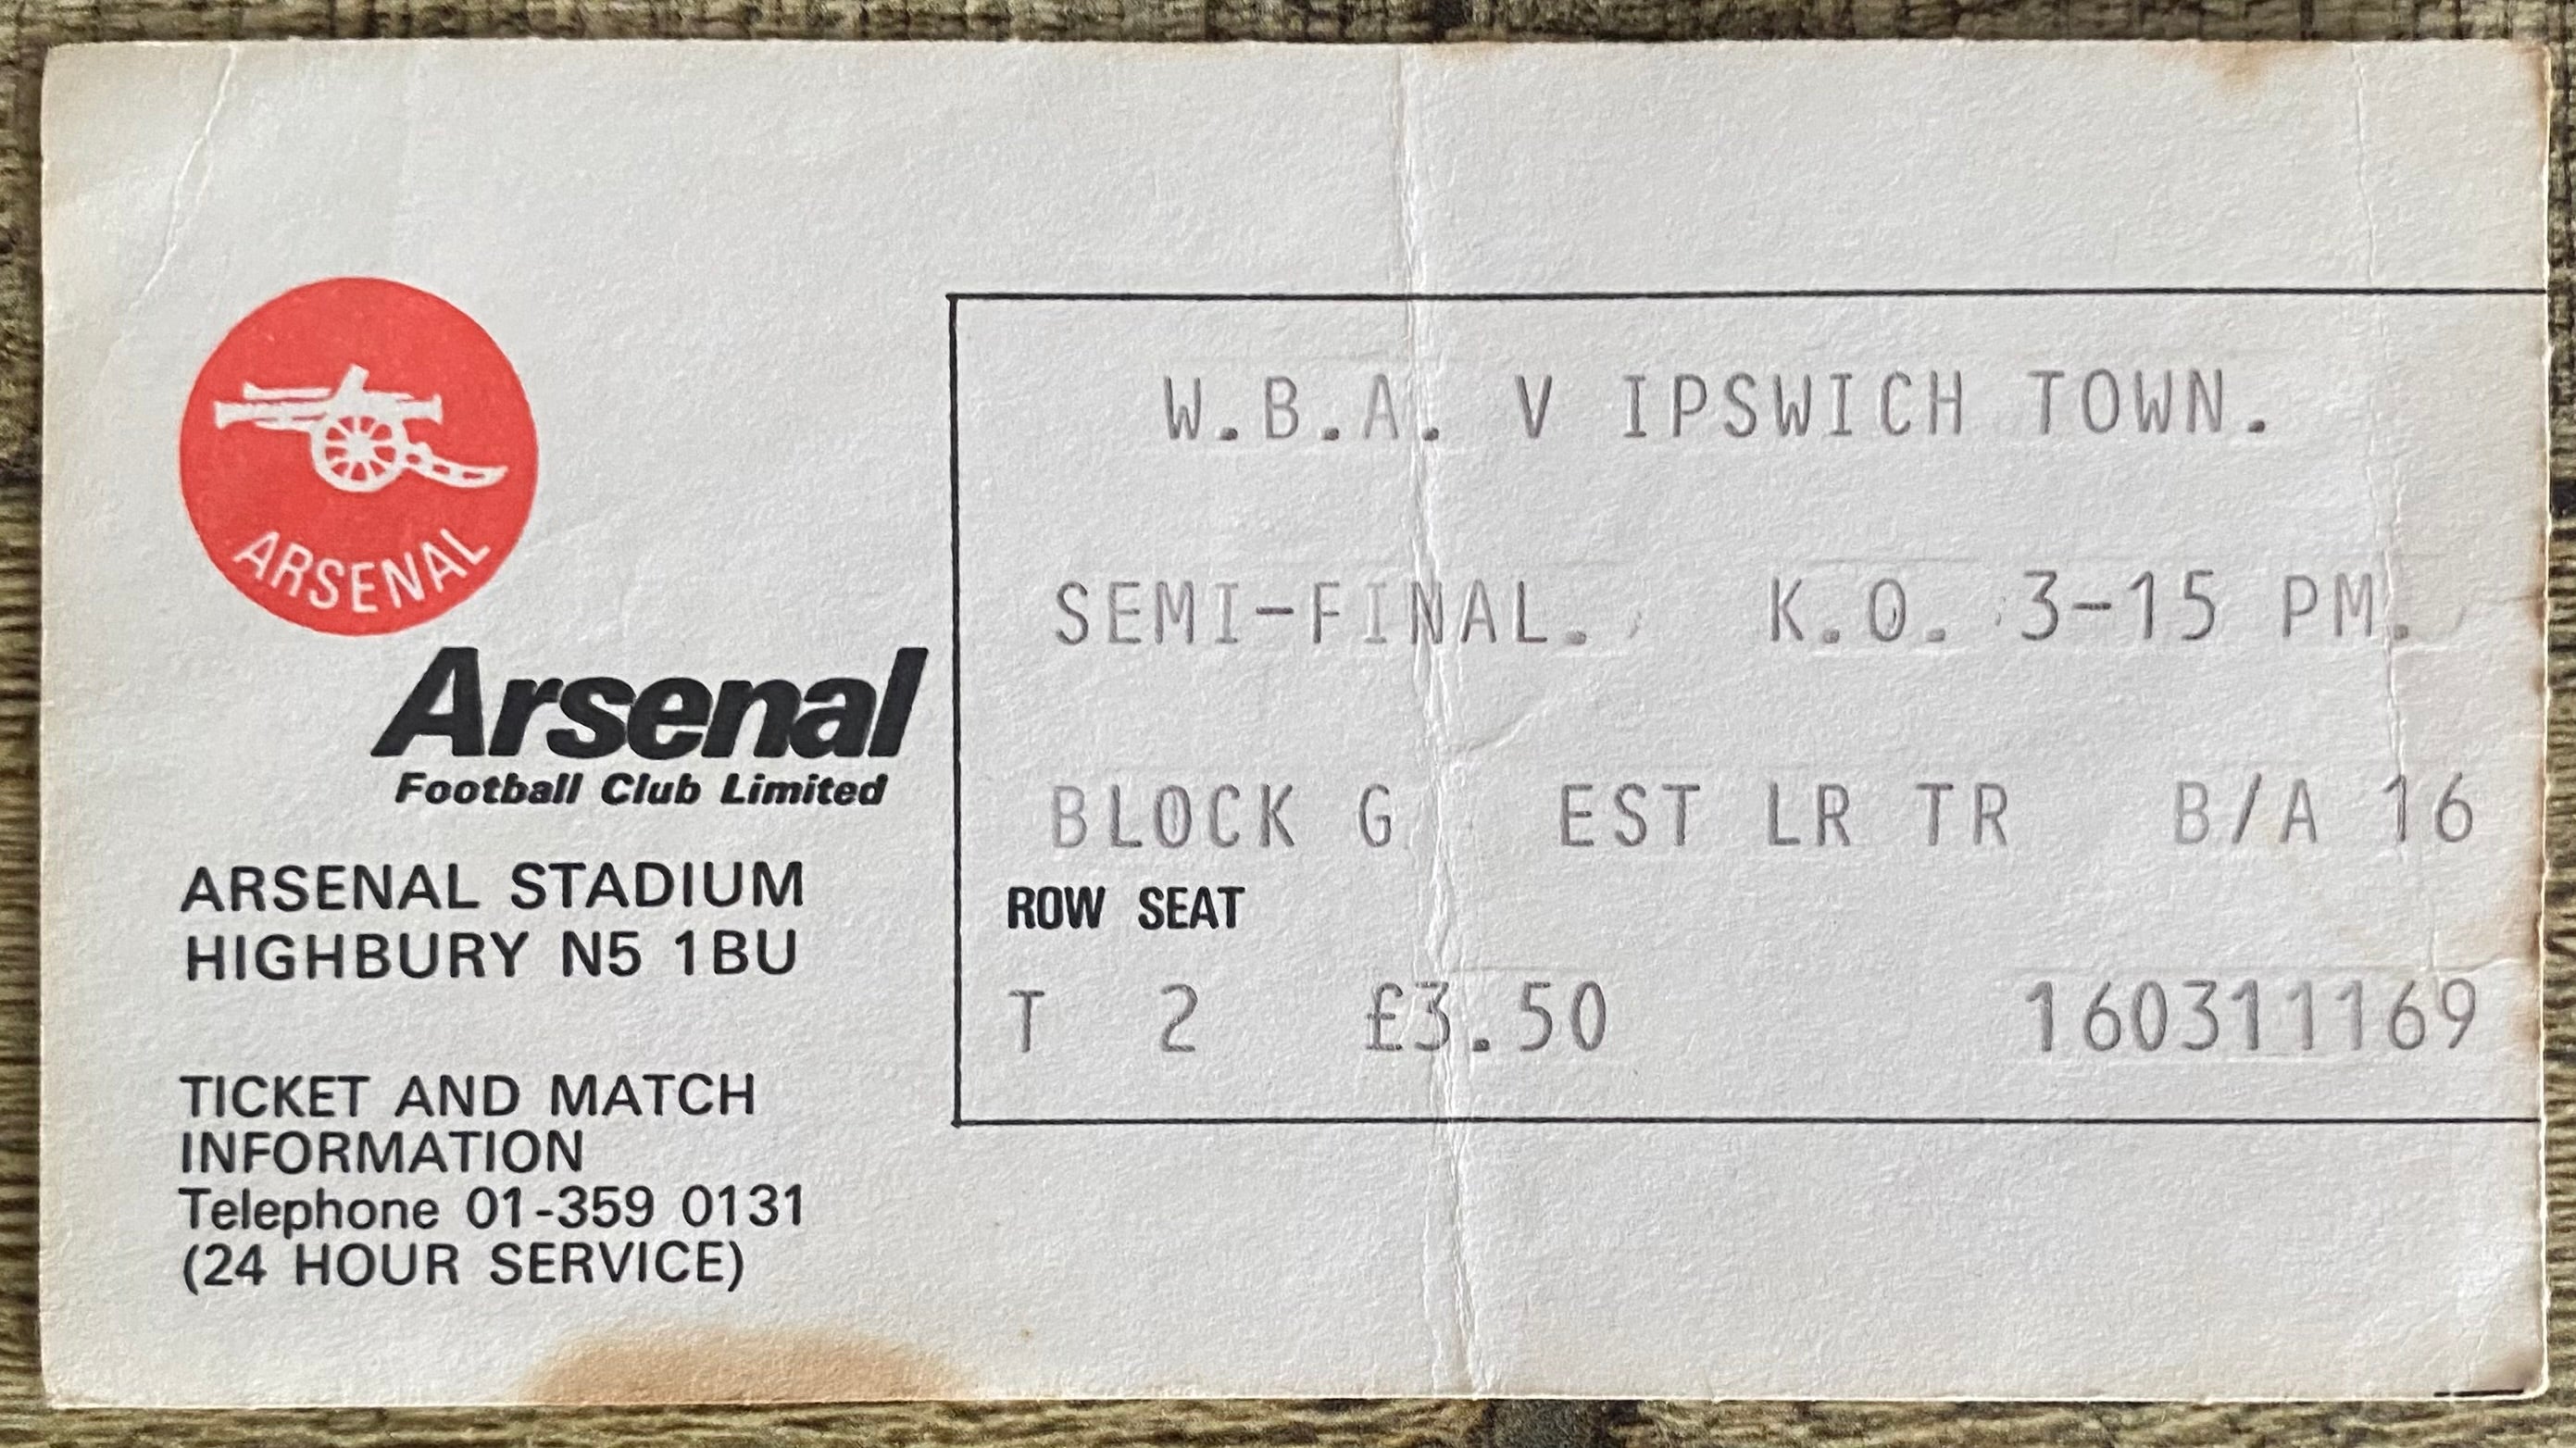 ARSENAL
Arsenal
Football Club Limited
ARSENAL STADIUM
HIGHBURY N5 1BU
TICKET AND MATCH
INFORMATION
Telephone 01-359 0131
(24 HOUR SERVICE)
W.B.A. V IPSWICH TOWN.
SEMI-FINAL. K.O. 3-15 PM.
BLOCK G EST LR TR B/A 16
ROW SEAT
T 2 £3.50 160311169